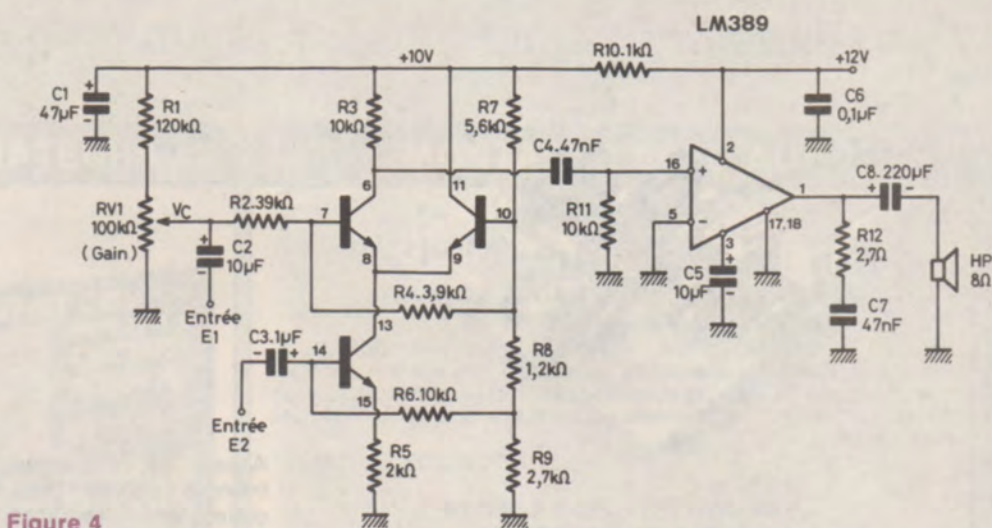 LM389
R10.1kΩ
+10V
+12V
C1
47µF
+
-
R1
120kΩ
R3
10kΩ
R7
5,6kΩ
C6
0,1µF
2
6
11
C4.47nF
16
+
1
C8.220µF
+
-
RV1
100kΩ
(Gain)
VC
R2.39kΩ
7
10
R11
10kΩ
5
-
17.18
3
+
C2
10µF
-
8
9
C5
10µF
+
-
R12
2,7Ω
HP
8Ω
Entrée
E1
R4.3,9kΩ
13
C7
47nF
C3.1µF
-
+
14
R8
1,2kΩ
15
R6.10kΩ
Entrée
E2
R5
2kΩ
R9
2,7kΩ
Figure 4